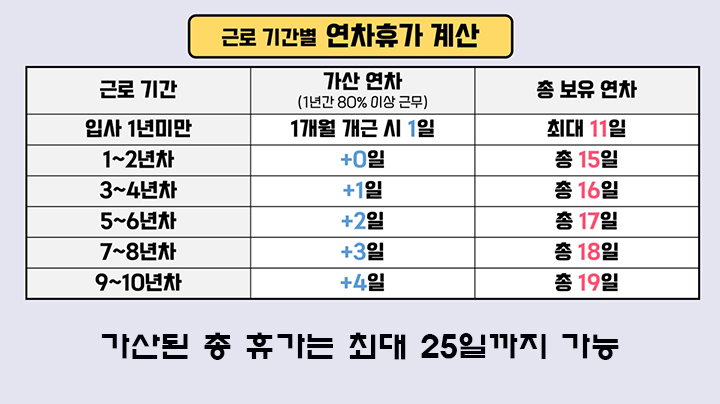 근로 기간별 연차휴가 계산
근로 기간 가산 연차 (1년간 80% 이상 근무) 총 보유 연차
입사 1년미만 1개월 개근 시 1일 최대 11일
1~2년차 +0일 총 15일
3~4년차 +1일 총 16일
5~6년차 +2일 총 17일
7~8년차 +3일 총 18일
9~10년차 +4일 총 19일
가산된 총 휴가는 최대 25일까지 가능